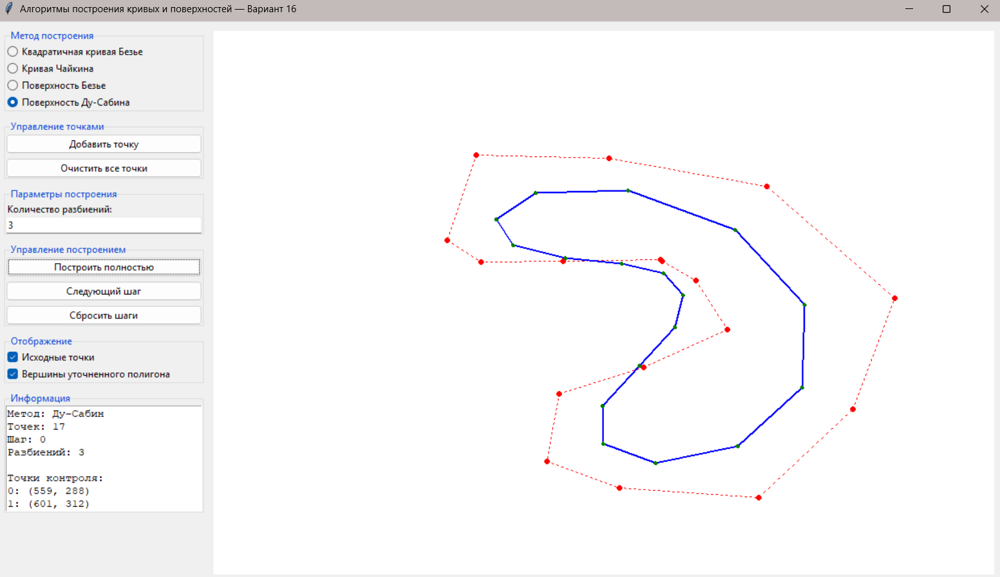 Алгоритмы построения кривых и поверхностей — Вариант 16
Метод построения
Квадратичная кривая Безье
Кривая Чайкина
Поверхность Безье
Поверхность Ду-Сабина
Управление точками
Добавить точку
Очистить все точки
Параметры построения
Количество разбиений:
3
Управление построением
Построить полностью
Следующий шаг
Сбросить шаги
Отображение
Исходные точки
Вершины уточненного полигона
Информация
Метод: Ду-Сабин
Точек: 17
Шаг: 0
Разбиений: 3
Точки контроля:
0: (559, 288)
1: (601, 312)